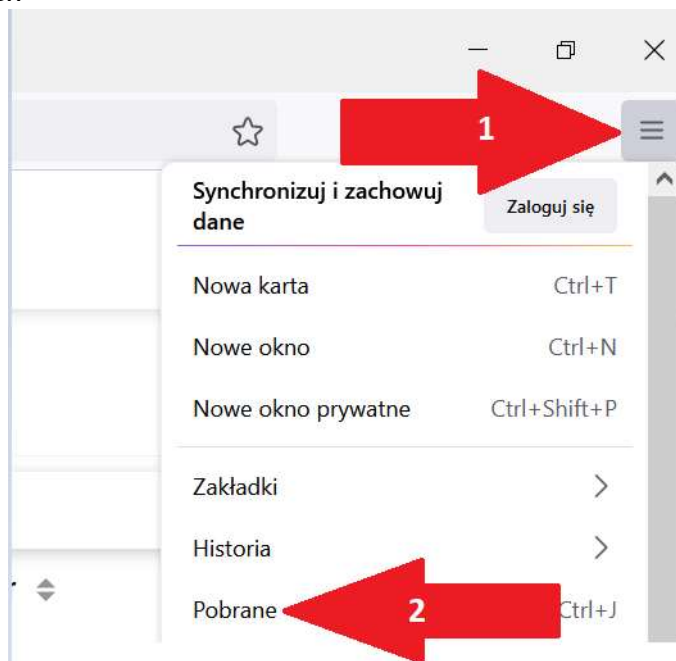 1
Synchronizuj i zachowuj
dane
Zaloguj się
Nowa karta Ctrl+T
Nowe okno Ctrl+N
Nowe okno prywatne Ctrl+Shift+P
Zakładki
Historia
Pobrane 2 Ctrl+J